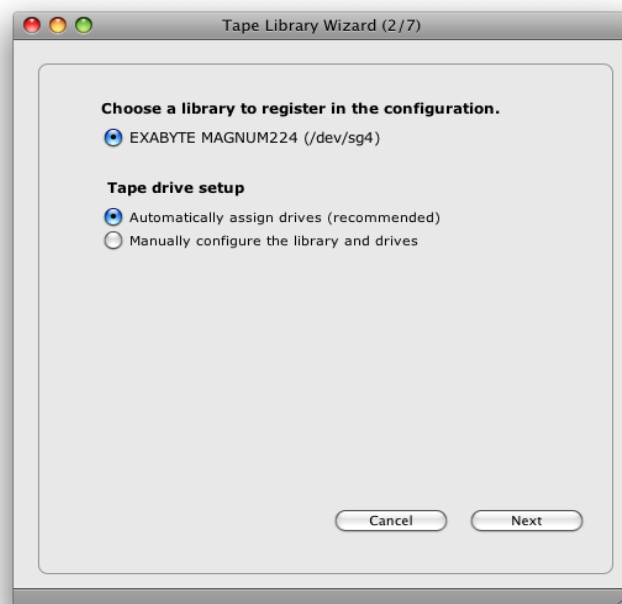 Tape Library Wizard (2/7)
Choose a library to register in the configuration.
EXABYTE MAGNUM224 (/dev/sg4)
Tape drive setup
Automatically assign drives (recommended)
Manually configure the library and drives
Cancel
Next